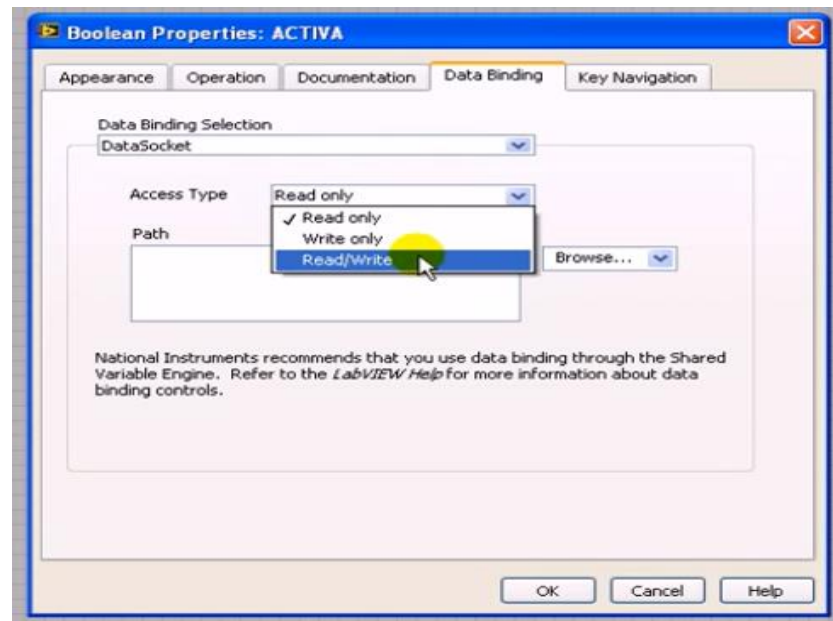 Boolean Properties: ACTIVA
Appearance Operation Documentation Data Binding Key Navigation
Data Binding Selection
DataSocket
Access Type Read only
✓ Read only
Write only
Read/Write
Path
Browse...
National Instruments recommends that you use data binding through the Shared
Variable Engine. Refer to the LabVIEW Help for more information about data
binding controls.
OK Cancel Help